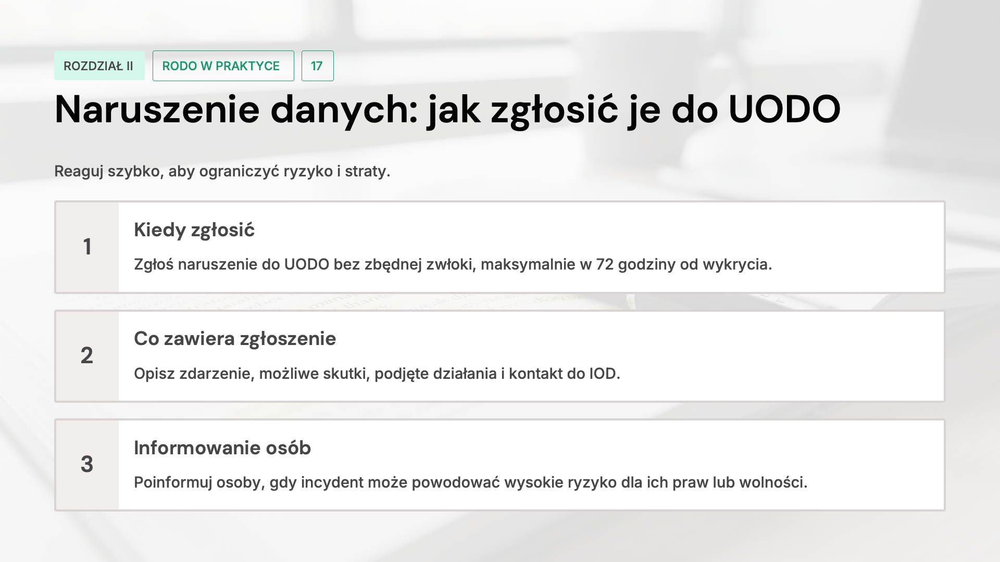 ROZDZIAŁ II
RODO W PRAKTYCE
17
Naruszenie danych: jak zgłosić je do UODO
Reaguj szybko, aby ograniczyć ryzyko i straty.
1
Kiedy zgłosić
Zgłoś naruszenie do UODO bez zbędnej zwłoki, maksymalnie w 72 godziny od wykrycia.
2
Co zawiera zgłoszenie
Opisz zdarzenie, możliwe skutki, podjęte działania i kontakt do IOD.
3
Informowanie osób
Poinformuj osoby, gdy incydent może powodować wysokie ryzyko dla ich praw lub wolności.